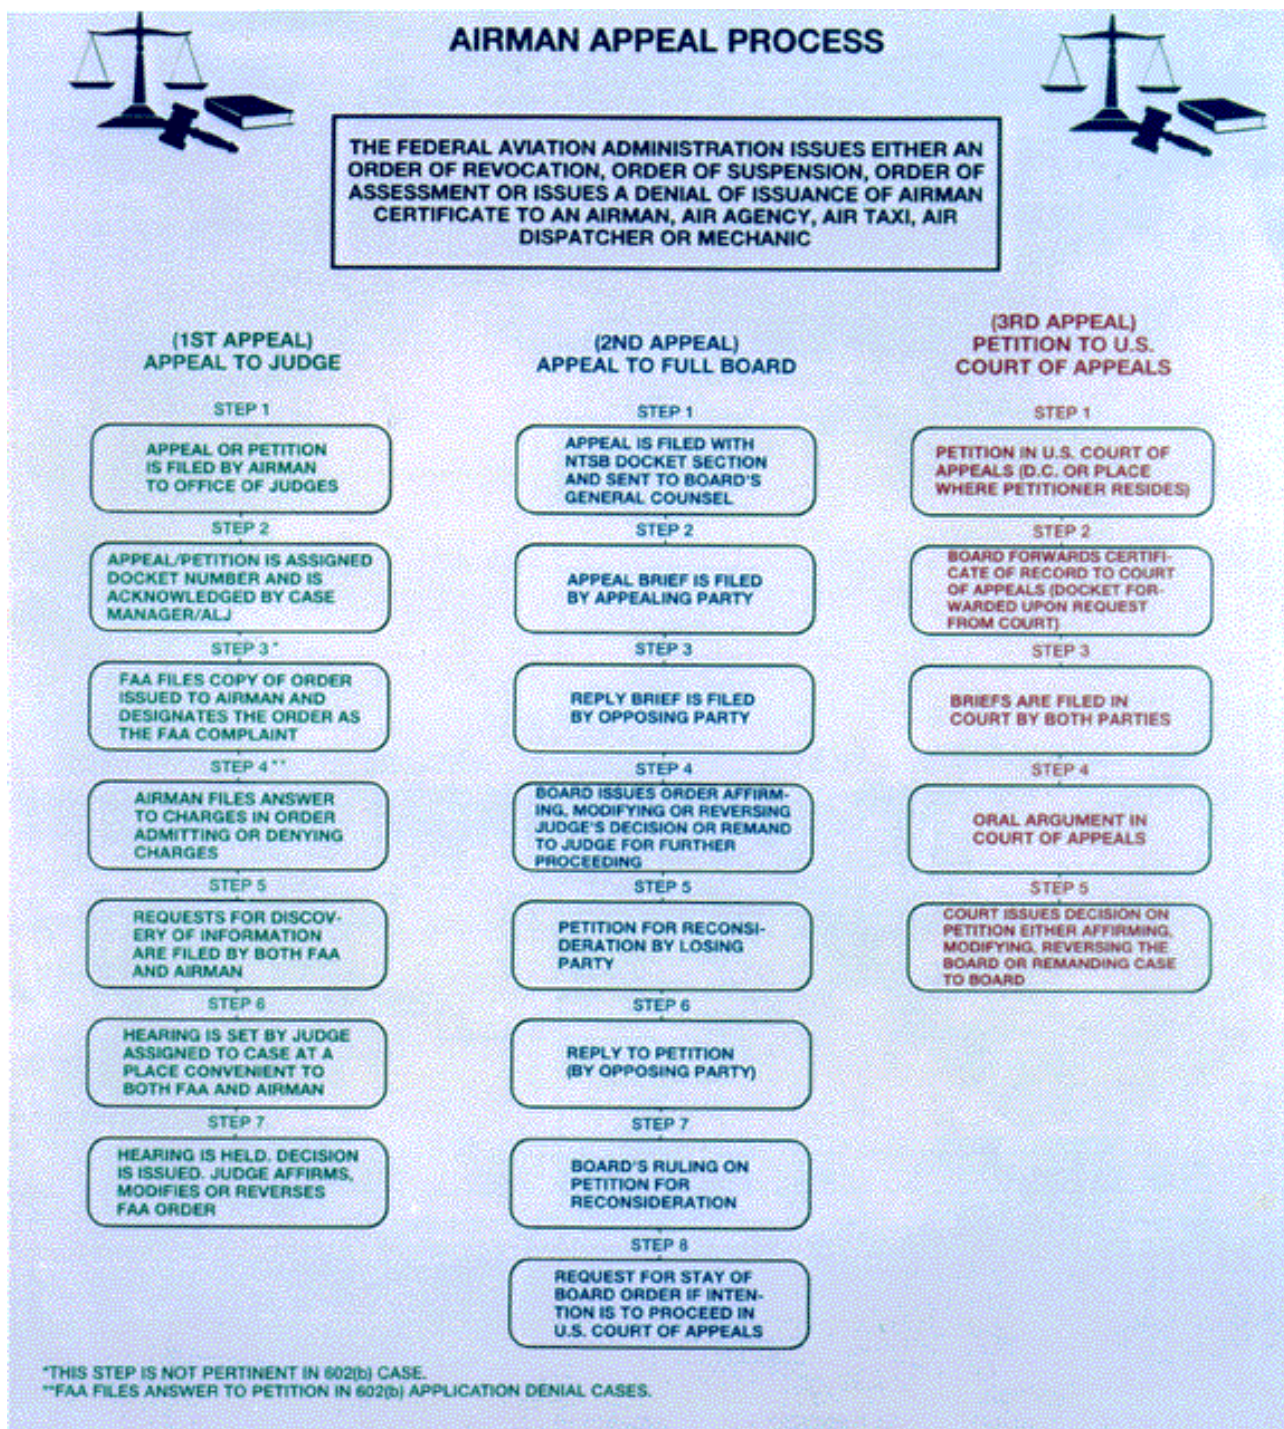 AIRMAN APPEAL PROCESS
THE FEDERAL AVIATION ADMINISTRATION ISSUES EITHER AN
ORDER OF REVOCATION, ORDER OF SUSPENSION, ORDER OF
ASSESSMENT OR ISSUES A DENIAL OF ISSUANCE OF AIRMAN
CERTIFICATE TO AN AIRMAN, AIR AGENCY, AIR TAXI, AIR
DISPATCHER OR MECHANIC
(1ST APPEAL)
APPEAL TO JUDGE
STEP 1
APPEAL OR PETITION
IS FILED BY AIRMAN
TO OFFICE OF JUDGES
STEP 2
APPEAL/PETITION IS ASSIGNED
DOCKET NUMBER AND IS
ACKNOWLEDGED BY CASE
MANAGER/ALJ
STEP 3*
FAA FILES COPY OF ORDER
ISSUED TO AIRMAN AND
DESIGNATES THE ORDER AS
THE FAA COMPLAINT
STEP 4**
AIRMAN FILES ANSWER
TO CHARGES IN ORDER
ADMITTING OR DENYING
CHARGES
STEP 5
REQUESTS FOR DISCOV-
ERY OF INFORMATION
ARE FILED BY BOTH FAA
AND AIRMAN
STEP 6
HEARING IS SET BY JUDGE
ASSIGNED TO CASE AT A
PLACE CONVENIENT TO
BOTH FAA AND AIRMAN
STEP 7
HEARING IS HELD. DECISION
IS ISSUED. JUDGE AFFIRMS,
MODIFIES OR REVERSES
FAA ORDER
(2ND APPEAL)
APPEAL TO FULL BOARD
STEP 1
APPEAL IS FILED WITH
NTSB DOCKET SECTION
AND SENT TO BOARD'S
GENERAL COUNSEL
STEP 2
APPEAL BRIEF IS FILED
BY APPEALING PARTY
STEP 3
REPLY BRIEF IS FILED
BY OPPOSING PARTY
STEP 4
BOARD ISSUES ORDER AFFIRM-
ING, MODIFYING OR REVERSING
JUDGE'S DECISION OR REMAND
TO JUDGE FOR FURTHER
PROCEEDING
STEP 5
PETITION FOR RECONSI-
DERATION BY LOSING
PARTY
STEP 6
REPLY TO PETITION
(BY OPPOSING PARTY)
STEP 7
BOARD'S RULING ON
PETITION FOR
RECONSIDERATION
STEP 8
REQUEST FOR STAY OF
BOARD ORDER IF INTEN-
TION IS TO PROCEED IN
U.S. COURT OF APPEALS
(3RD APPEAL)
PETITION TO U.S.
COURT OF APPEALS
STEP 1
PETITION IN U.S. COURT OF
APPEALS (D.C. OR PLACE
WHERE PETITIONER RESIDES)
STEP 2
BOARD FORWARDS CERTIFI-
CATE OF RECORD TO COURT
OF APPEALS (DOCKET FOR-
WARDED UPON REQUEST
FROM COURT)
STEP 3
BRIEFS ARE FILED IN
COURT BY BOTH PARTIES
STEP 4
ORAL ARGUMENT IN
COURT OF APPEALS
STEP 5
COURT ISSUES DECISION ON
PETITION EITHER AFFIRMING,
MODIFYING, REVERSING THE
BOARD OR REMANDING CASE
TO BOARD
*THIS STEP IS NOT PERTINENT IN 602(b) CASE.
**FAA FILES ANSWER TO PETITION IN 602(b) APPLICATION DENIAL CASES.